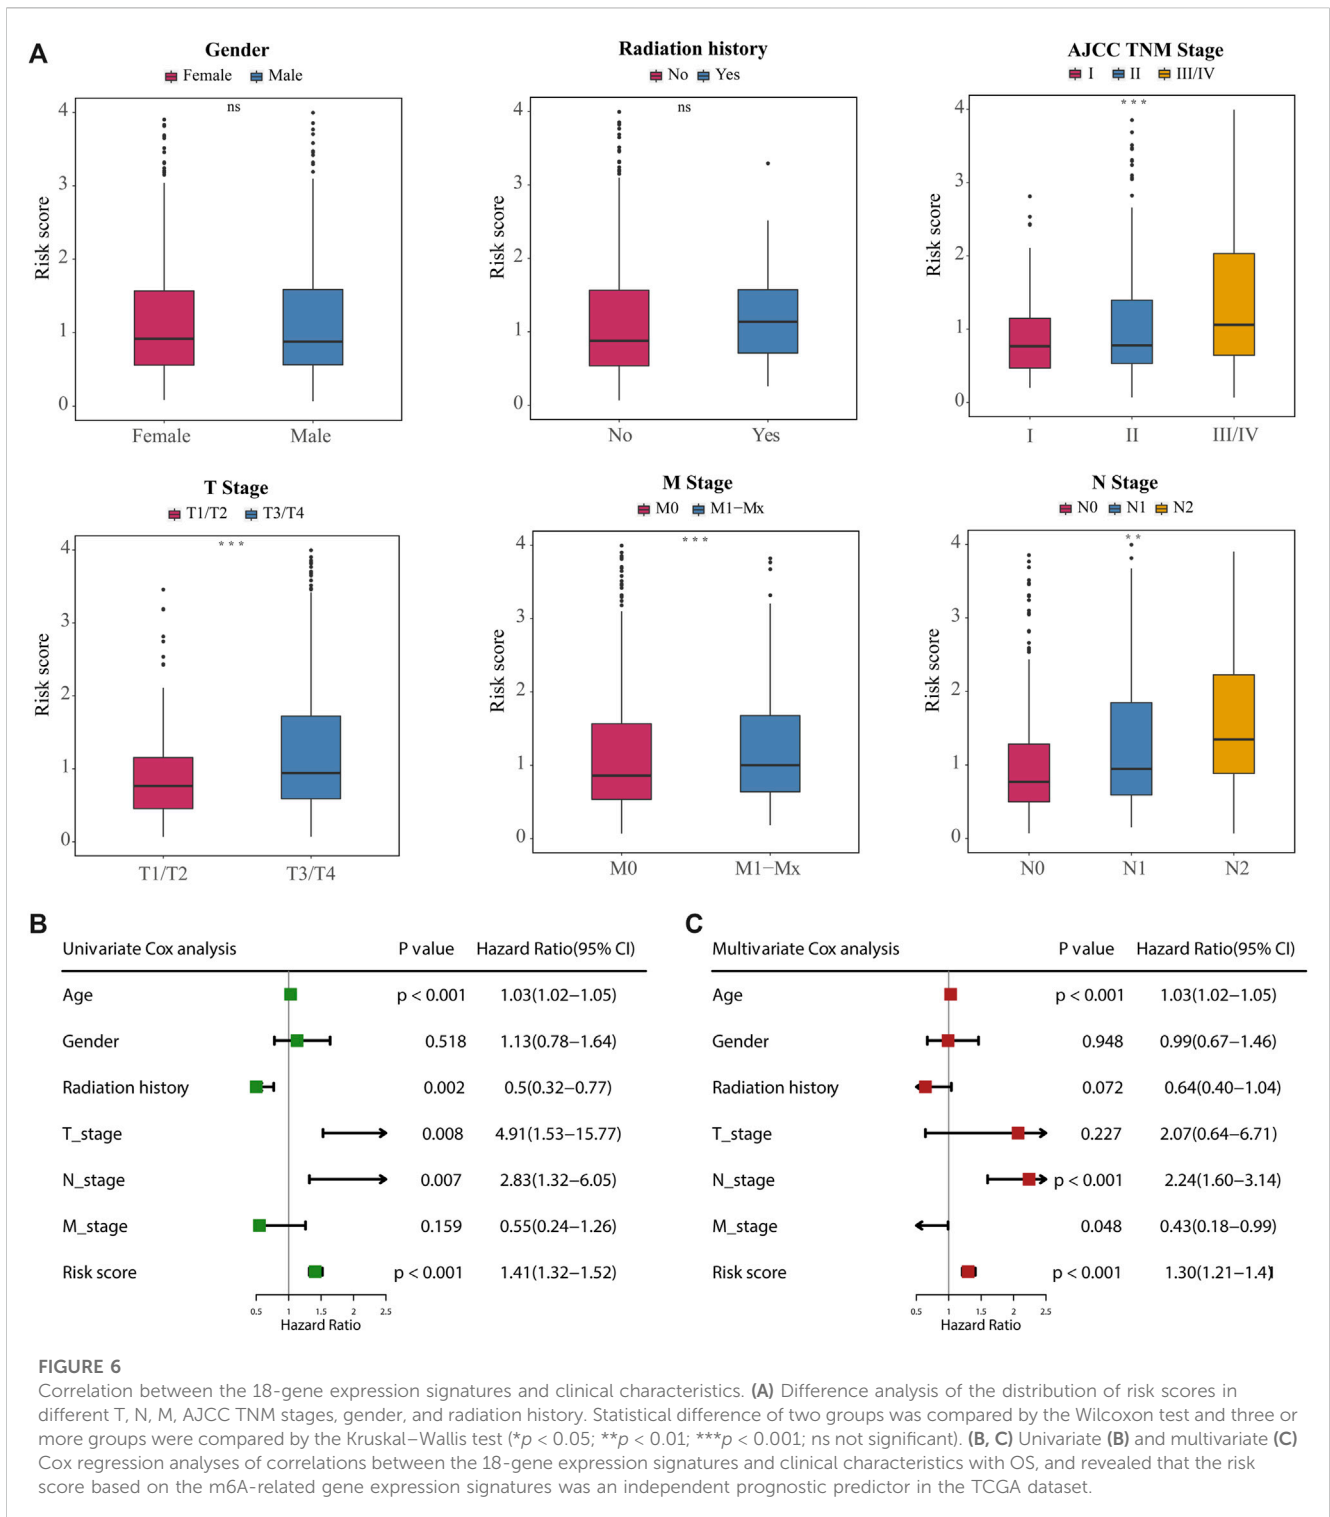 A
Gender
Female Male
ns
Risk score
4
3
2
1
0
Female Male
Radiation history
No Yes
ns
Risk score
4
3
2
1
0
No Yes
AJCC TNM Stage
I II III/IV
***
Risk score
4
3
2
1
0
I II III/IV
T Stage
T1/T2 T3/T4
***
Risk score
4
3
2
1
0
T1/T2 T3/T4
M Stage
M0 M1−Mx
***
Risk score
4
3
2
1
0
M0 M1−Mx
N Stage
N0 N1 N2
**
Risk score
4
3
2
1
0
N0 N1 N2
B
Univariate Cox analysis P value Hazard Ratio(95% CI)
Age p < 0.001 1.03(1.02−1.05)
Gender 0.518 1.13(0.78−1.64)
Radiation history 0.002 0.5(0.32−0.77)
T_stage 0.008 4.91(1.53−15.77)
N_stage 0.007 2.83(1.32−6.05)
M_stage 0.159 0.55(0.24−1.26)
Risk score p < 0.001 1.41(1.32−1.52)
0.5 1 1.5 2 2.5
Hazard Ratio
C
Multivariate Cox analysis P value Hazard Ratio(95% CI)
Age p < 0.001 1.03(1.02−1.05)
Gender 0.948 0.99(0.67−1.46)
Radiation history 0.072 0.64(0.40−1.04)
T_stage 0.227 2.07(0.64−6.71)
N_stage p < 0.001 2.24(1.60−3.14)
M_stage 0.048 0.43(0.18−0.99)
Risk score p < 0.001 1.30(1.21−1.41)
0.5 1 1.5 2 2.5
Hazard Ratio
FIGURE 6
Correlation between the 18-gene expression signatures and clinical characteristics. (A) Difference analysis of the distribution of risk scores in
different T, N, M, AJCC TNM stages, gender, and radiation history. Statistical difference of two groups was compared by the Wilcoxon test and three or
more groups were compared by the Kruskal–Wallis test (*p < 0.05; **p < 0.01; ***p < 0.001; ns not significant). (B, C) Univariate (B) and multivariate (C)
Cox regression analyses of correlations between the 18-gene expression signatures and clinical characteristics with OS, and revealed that the risk
score based on the m6A-related gene expression signatures was an independent prognostic predictor in the TCGA dataset.